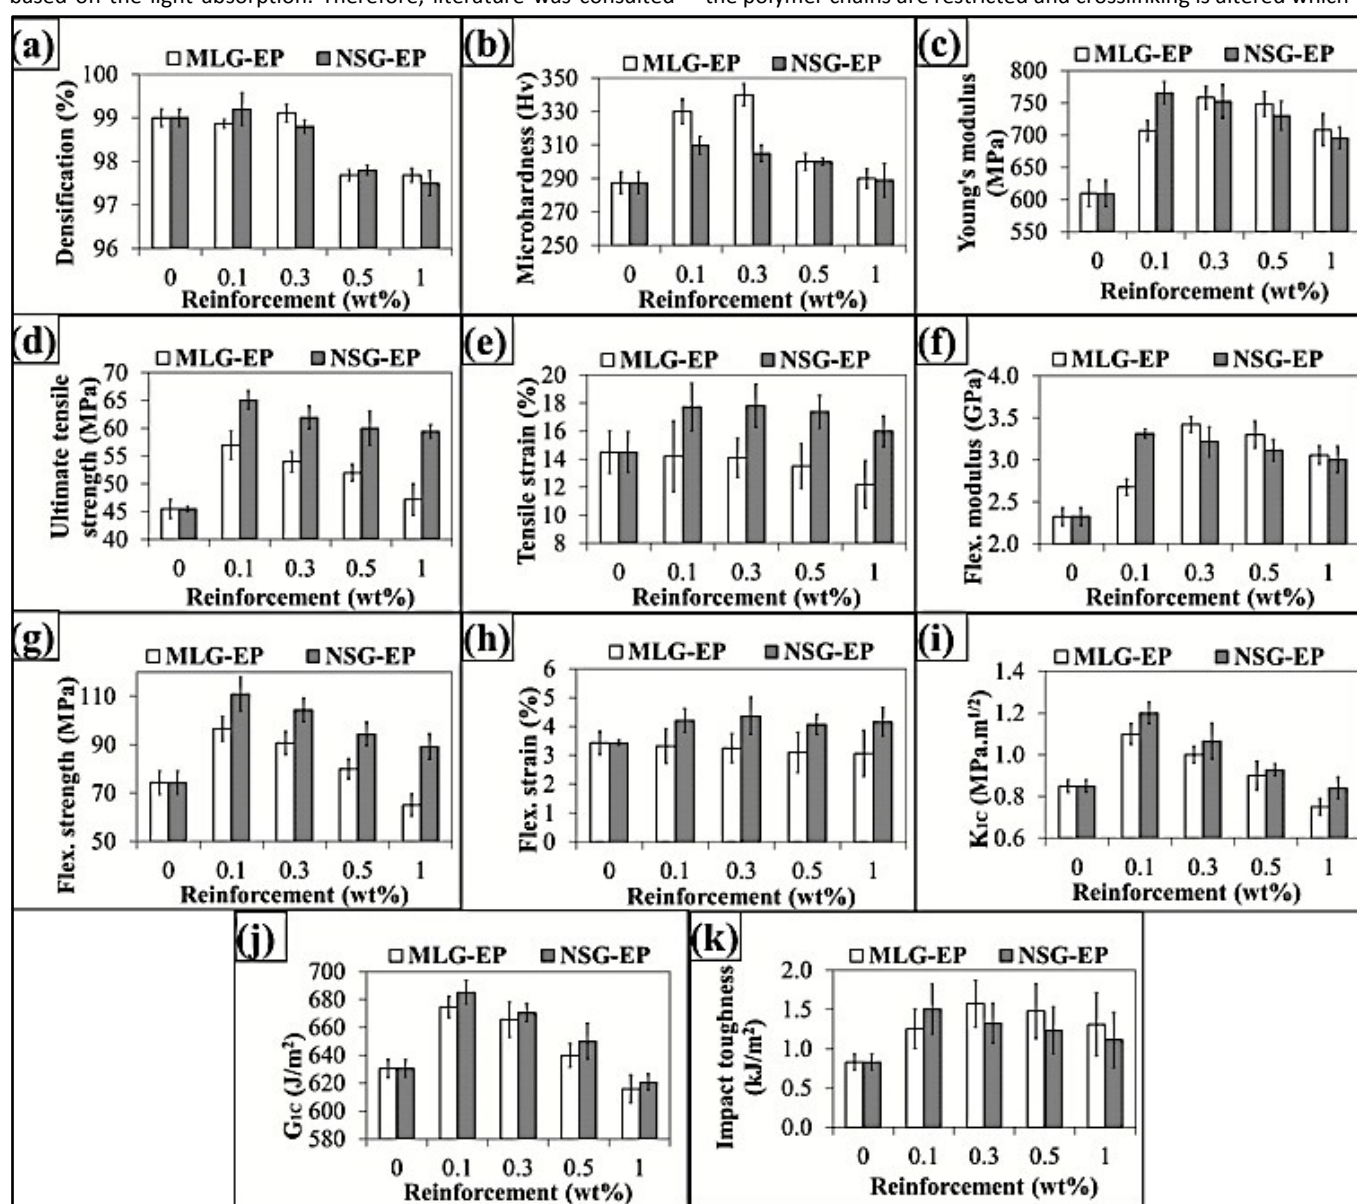 based on the light absorption. Therefore, literature was consulted
the polymer chains are restricted and crosslinking is altered which
(a)
MLG-EP NSG-EP
Densification (%)
100
99
98
97
96
0 0.1 0.3 0.5 1
Reinforcement (wt%)
(b)
MLG-EP NSG-EP
Microhardness (Hv)
350
330
310
290
270
250
0 0.1 0.3 0.5 1
Reinforcement (wt%)
(c)
MLG-EP NSG-EP
Young's modulus
(MPa)
800
750
700
650
600
550
0 0.1 0.3 0.5 1
Reinforcement (wt%)
(d)
MLG-EP NSG-EP
Ultimate tensile
strength (MPa)
70
65
60
55
50
45
40
0 0.1 0.3 0.5 1
Reinforcement (wt%)
(e)
MLG-EP NSG-EP
Tensile strain (%)
20
18
16
14
12
10
8
0 0.1 0.3 0.5 1
Reinforcement (wt%)
(f)
MLG-EP NSG-EP
Flex. modulus (GPa)
4.0
3.5
3.0
2.5
2.0
0 0.1 0.3 0.5 1
Reinforcement (wt%)
(g)
MLG-EP NSG-EP
Flex. strength (MPa)
110
90
70
50
0 0.1 0.3 0.5 1
Reinforcement (wt%)
(h)
MLG-EP NSG-EP
Flex. strain (%)
6
5
4
3
2
1
0
0 0.1 0.3 0.5 1
Reinforcement (wt%)
(i)
MLG-EP NSG-EP
K1C (MPa.m1/2)
1.4
1.2
1.0
0.8
0.6
0 0.1 0.3 0.5 1
Reinforcement (wt%)
(j)
MLG-EP NSG-EP
G1C (J/m²)
700
680
660
640
620
600
580
0 0.1 0.3 0.5 1
Reinforcement (wt%)
(k)
MLG-EP NSG-EP
Impact toughness
(kJ/m²)
2.0
1.5
1.0
0.5
0.0
0 0.1 0.3 0.5 1
Reinforcement (wt%)